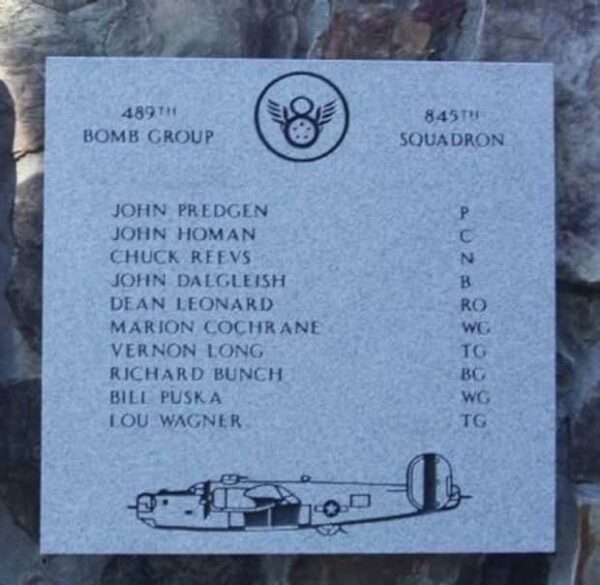 489TH
BOMB GROUP
845TH
SQUADRON
JOHN PREDGEN P
JOHN HOMAN C
CHUCK REEVS N
JOHN DALGLEISH B
DEAN LEONARD RO
MARION COCHRANE WG
VERNON LONG TG
RICHARD BUNCH BG
BILL PUSKA WG
LOU WAGNER TG